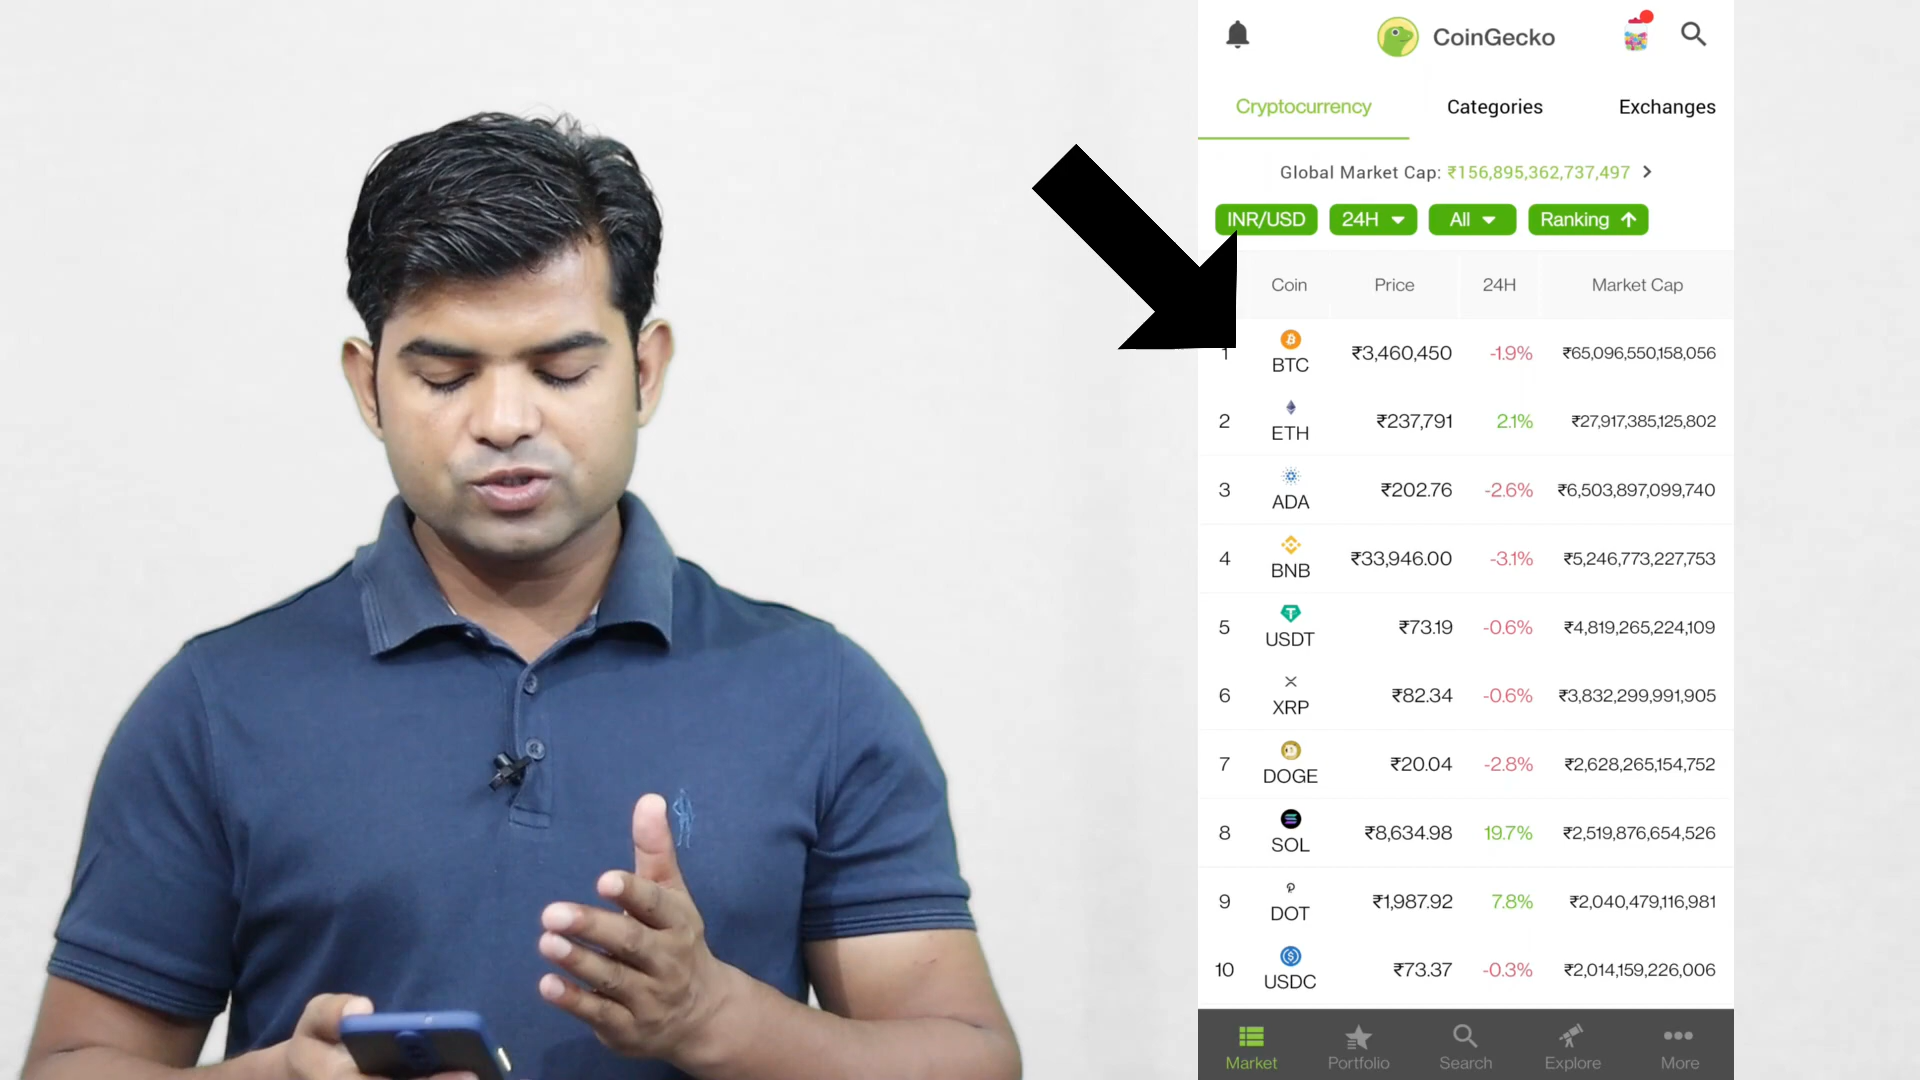 CoinGecko
Cryptocurrency Categories Exchanges
Global Market Cap: ₹156,895,362,737,497
INR/USD 24H All Ranking
Coin Price 24H Market Cap
1 BTC ₹3,460,450 -1.9% ₹65,096,550,158,056
2 ETH ₹237,791 2.1% ₹27,917,385,125,802
3 ADA ₹202.76 -2.6% ₹6,503,897,099,740
4 BNB ₹33,946.00 -3.1% ₹5,246,773,227,753
5 USDT ₹73.19 -0.6% ₹4,819,265,224,109
6 XRP ₹82.34 -0.6% ₹3,832,299,991,905
7 DOGE ₹20.04 -2.8% ₹2,628,265,154,752
8 SOL ₹8,634.98 19.7% ₹2,519,876,654,526
9 DOT ₹1,987.92 7.8% ₹2,040,479,116,981
10 USDC ₹73.37 -0.3% ₹2,014,159,226,006
Market Portfolio Search Explore More